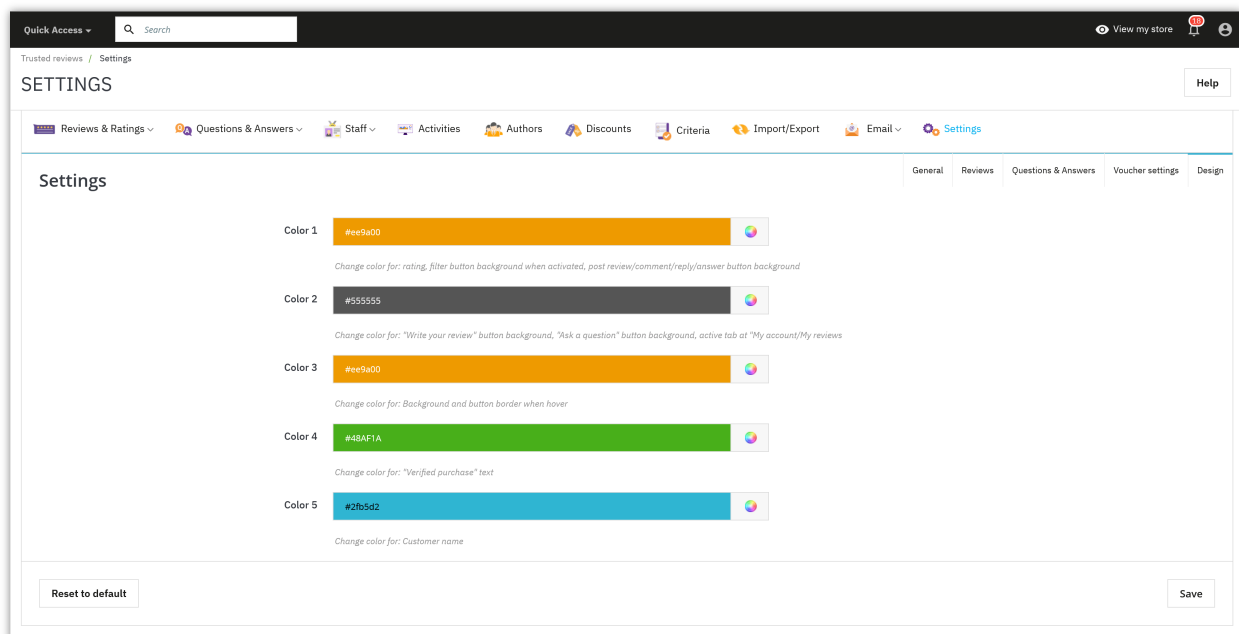 Quick Access
Search
View my store
18
Trusted reviews / Settings
SETTINGS
Help
Reviews & Ratings
Questions & Answers
Staff
Activities
Authors
Discounts
Criteria
Import/Export
Email
Settings
Settings
General
Reviews
Questions & Answers
Voucher settings
Design
Color 1
#ee9a00
Change color for: rating, filter button background when activated, post review/comment/reply/answer button background
Color 2
#555555
Change color for: "Write your review" button background, "Ask a question" button background, active tab at "My account/My reviews
Color 3
#ee9a00
Change color for: Background and button border when hover
Color 4
#48AF1A
Change color for: "Verified purchase" text
Color 5
#2fb5d2
Change color for: Customer name
Reset to default
Save